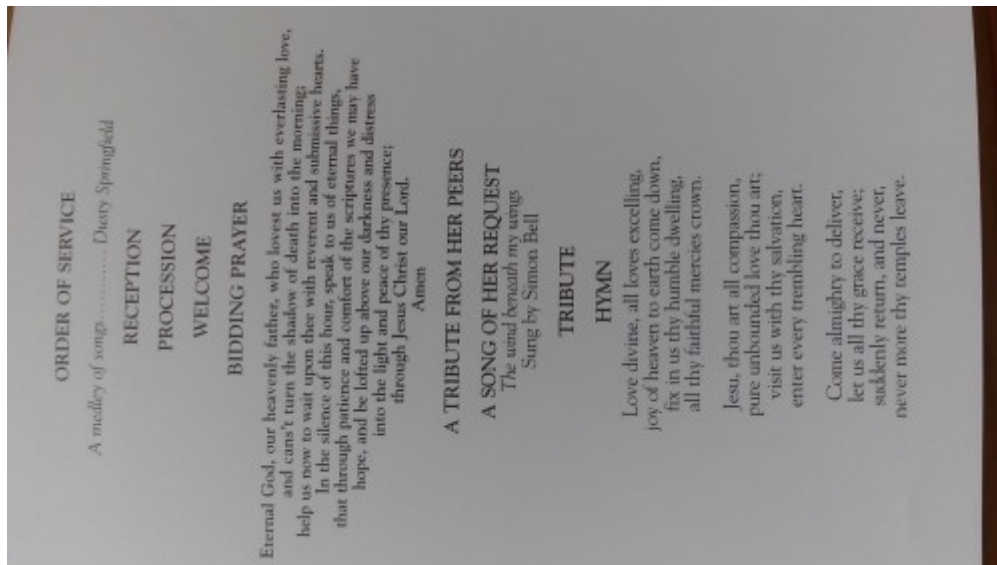 ORDER OF SERVICE
A medley of songs............ Dusty Springfield
RECEPTION
PROCESSION
WELCOME
BIDDING PRAYER
Eternal God, our heavenly father, who lovest us with everlasting love,
and cans't turn the shadow of death into the morning;
help us now to wait upon thee with reverent and submissive hearts.
In the silence of this hour, speak to us of eternal things,
that through patience and comfort of the scriptures we may have
hope, and be lofted up above our darkness and distress
into the light and peace of thy presence;
through Jesus Christ our Lord.
Amen
A TRIBUTE FROM HER PEERS
A SONG OF HER REQUEST
The wind beneath my wings
Sung by Simon Bell
TRIBUTE
HYMN
Love divine, all loves excelling,
joy of heaven to earth come down,
fix in us thy humble dwelling,
all thy faithful mercies crown.
Jesu, thou art all compassion,
pure unbounded love thou art;
visit us with thy salvation,
enter every trembling heart.
Come almighty to deliver,
let us all thy grace receive;
suddenly return, and never,
never more thy temples leave.